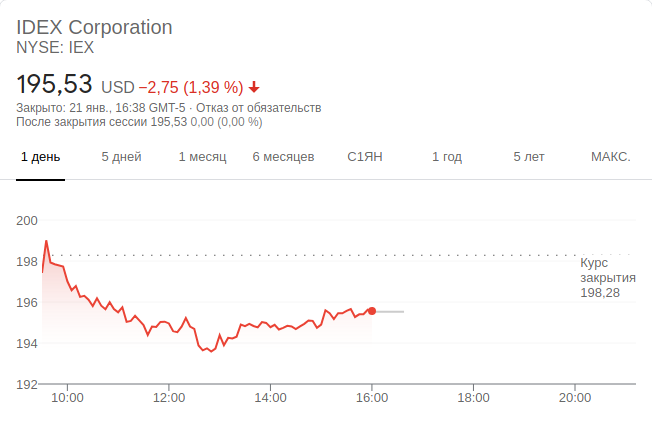 IDEX Corporation
NYSE: IEX
195,53 USD −2,75 (1,39 %)
Закрыто: 21 янв., 16:38 GMT-5 · Отказ от обязательств
После закрытия сессии 195,53 0,00 (0,00 %)
1 день 5 дней 1 месяц 6 месяцев С1ЯН 1 год 5 лет МАКС.
200
198
196
194
192
Курс
закрытия
198,28
10:00 12:00 14:00 16:00 18:00 20:00